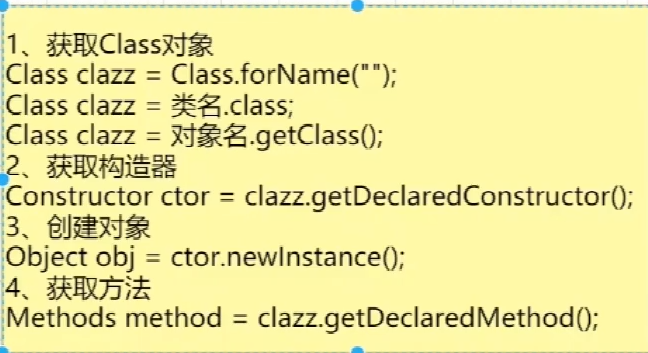 1、获取Class对象
Class clazz = Class.forName("");
Class clazz = 类名.class;
Class clazz = 对象名.getClass();
2、获取构造器
Constructor ctor = clazz.getDeclaredConstructor();
3、创建对象
Object obj = ctor.newInstance();
4、获取方法
Methods method = clazz.getDeclaredMethod();